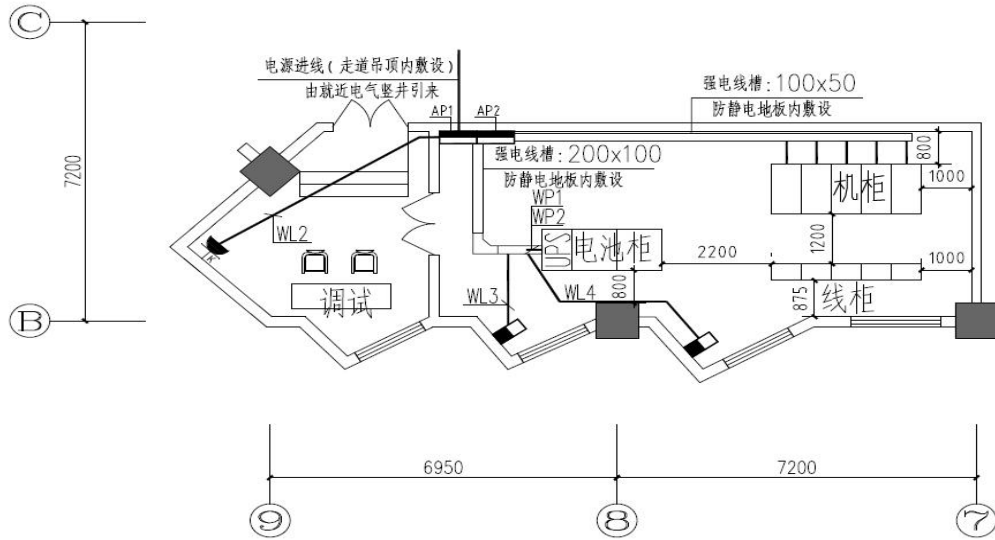 C
电源进线(走道吊顶内敷设)
由就近电气竖井引来
AP1
AP2
强电线槽:100x50
防静电地板内敷设
强电线槽:200x100
防静电地板内敷设
7200
800
机柜
1000
WP1
WP2
WL2
K
UPS
电池柜
2200
1200
1000
调试
WL3
800
WL4
875
线柜
B
6950
7200
9
8
7